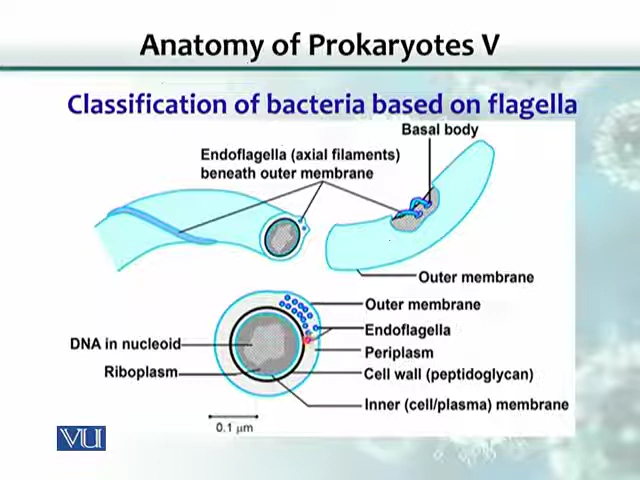 Anatomy of Prokaryotes V
Classification of bacteria based on flagella
Basal body
Endoflagella (axial filaments)
beneath outer membrane
Outer membrane
Outer membrane
Endoflagella
DNA in nucleoid
Periplasm
Riboplasm
Cell wall (peptidoglycan)
Inner (cell/plasma) membrane
0.1 µm
VU